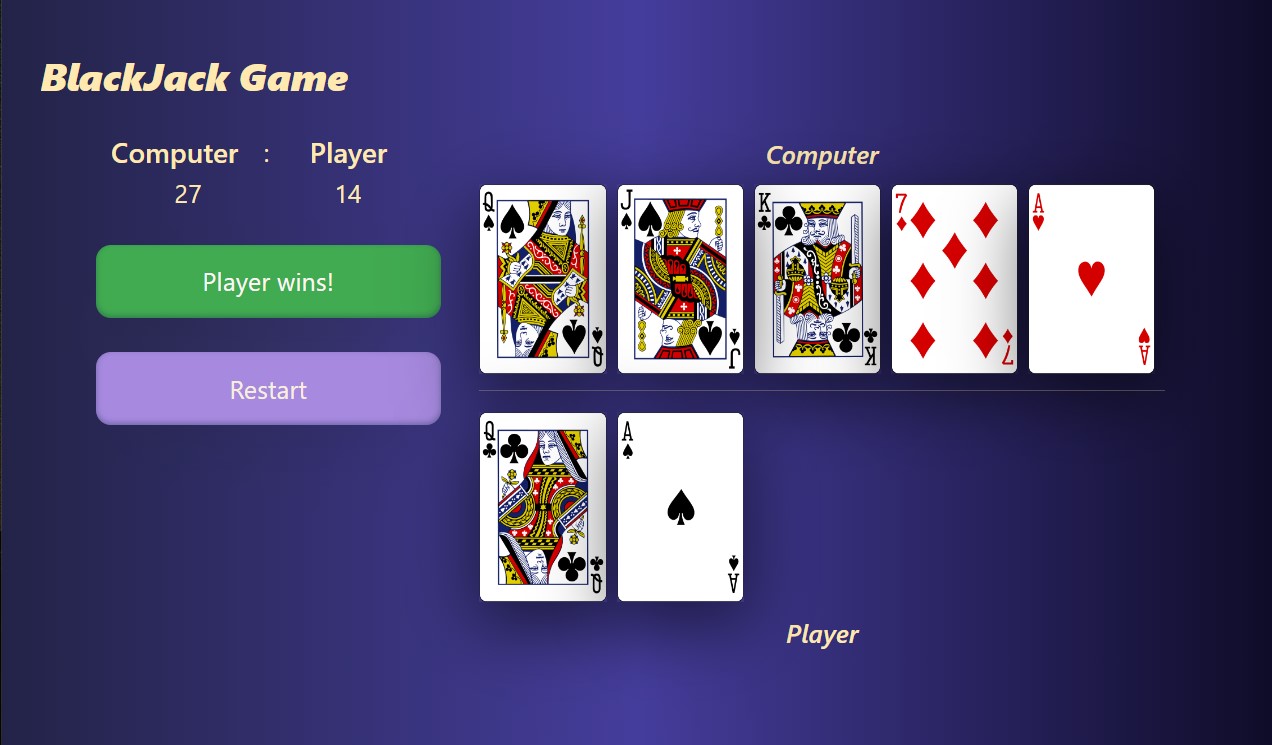 BlackJack Game
Computer : Player
27 14
Player wins!
Restart
Computer
Q J K 7 A
Q J K 7 A
Q A
Q A
Player